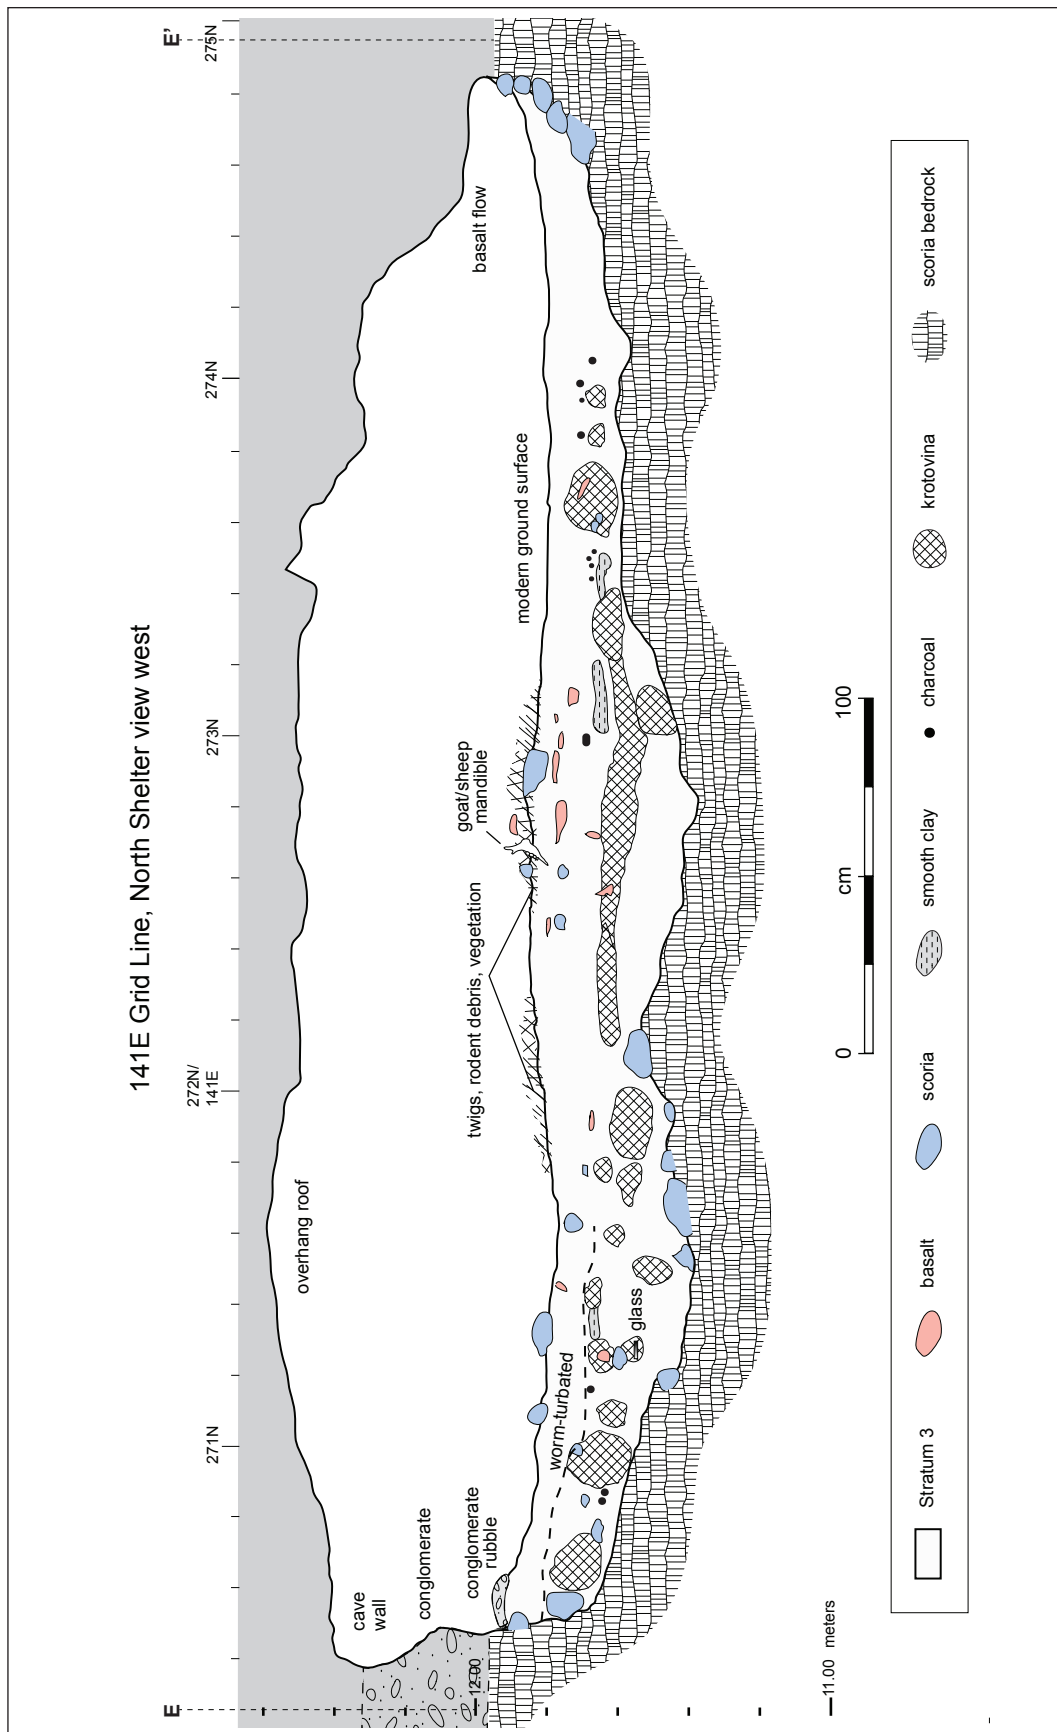 141E Grid Line, North Shelter view west
E
E'
271N
272N/
141E
273N
274N
275N
overhang roof
cave
wall
conglomerate
conglomerate
rubble
twigs, rodent debris, vegetation
goat/sheep
mandible
modern ground surface
basalt flow
worm-turbated
glass
12.00
11.00 meters
0
cm
100
Stratum 3
basalt
scoria
smooth clay
charcoal
krotovina
scoria bedrock